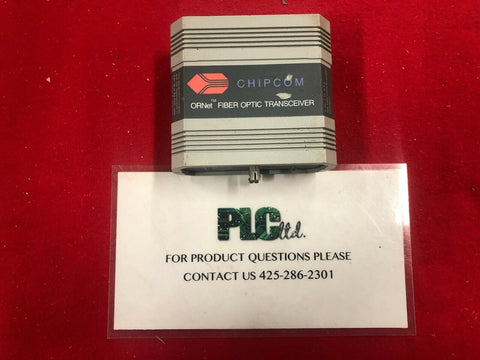 CHIPCOM
ORNet™ FIBER OPTIC TRANSCEIVER
PLC ltd.
FOR PRODUCT QUESTIONS PLEASE
CONTACT US 425-286-2301